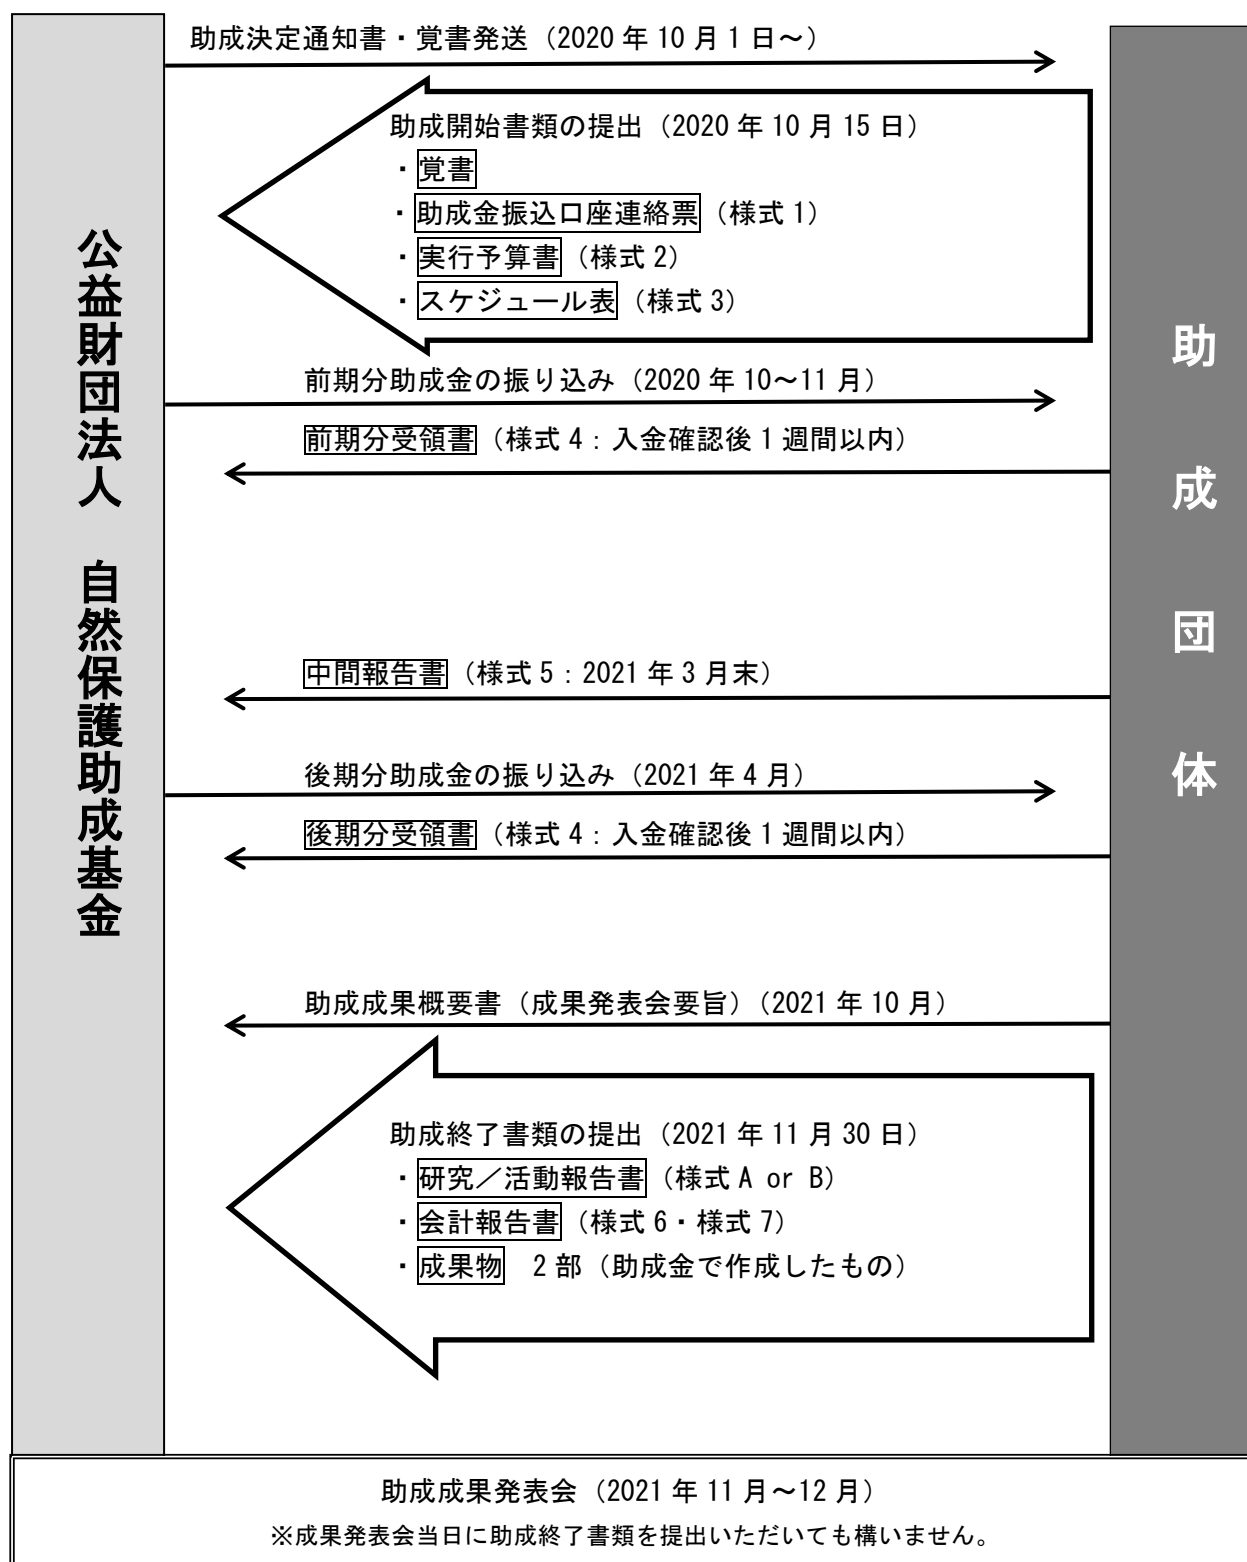 助成決定通知書・覚書発送（2020年10月1日～）
助成開始書類の提出（2020年10月15日）
・覚書
・助成金振込口座連絡票（様式1）
・実行予算書（様式2）
・スケジュール表（様式3）
公益財団法人　自然保護助成基金
助成団体
前期分助成金の振り込み（2020年10～11月）
前期分受領書（様式4：入金確認後1週間以内）
中間報告書（様式5：2021年3月末）
後期分助成金の振り込み（2021年4月）
後期分受領書（様式4：入金確認後1週間以内）
助成成果概要書（成果発表会要旨）（2021年10月）
助成終了書類の提出（2021年11月30日）
・研究／活動報告書（様式A or B）
・会計報告書（様式6・様式7）
・成果物　2部（助成金で作成したもの）
助成成果発表会（2021年11月～12月）
※成果発表会当日に助成終了書類を提出いただいても構いません。